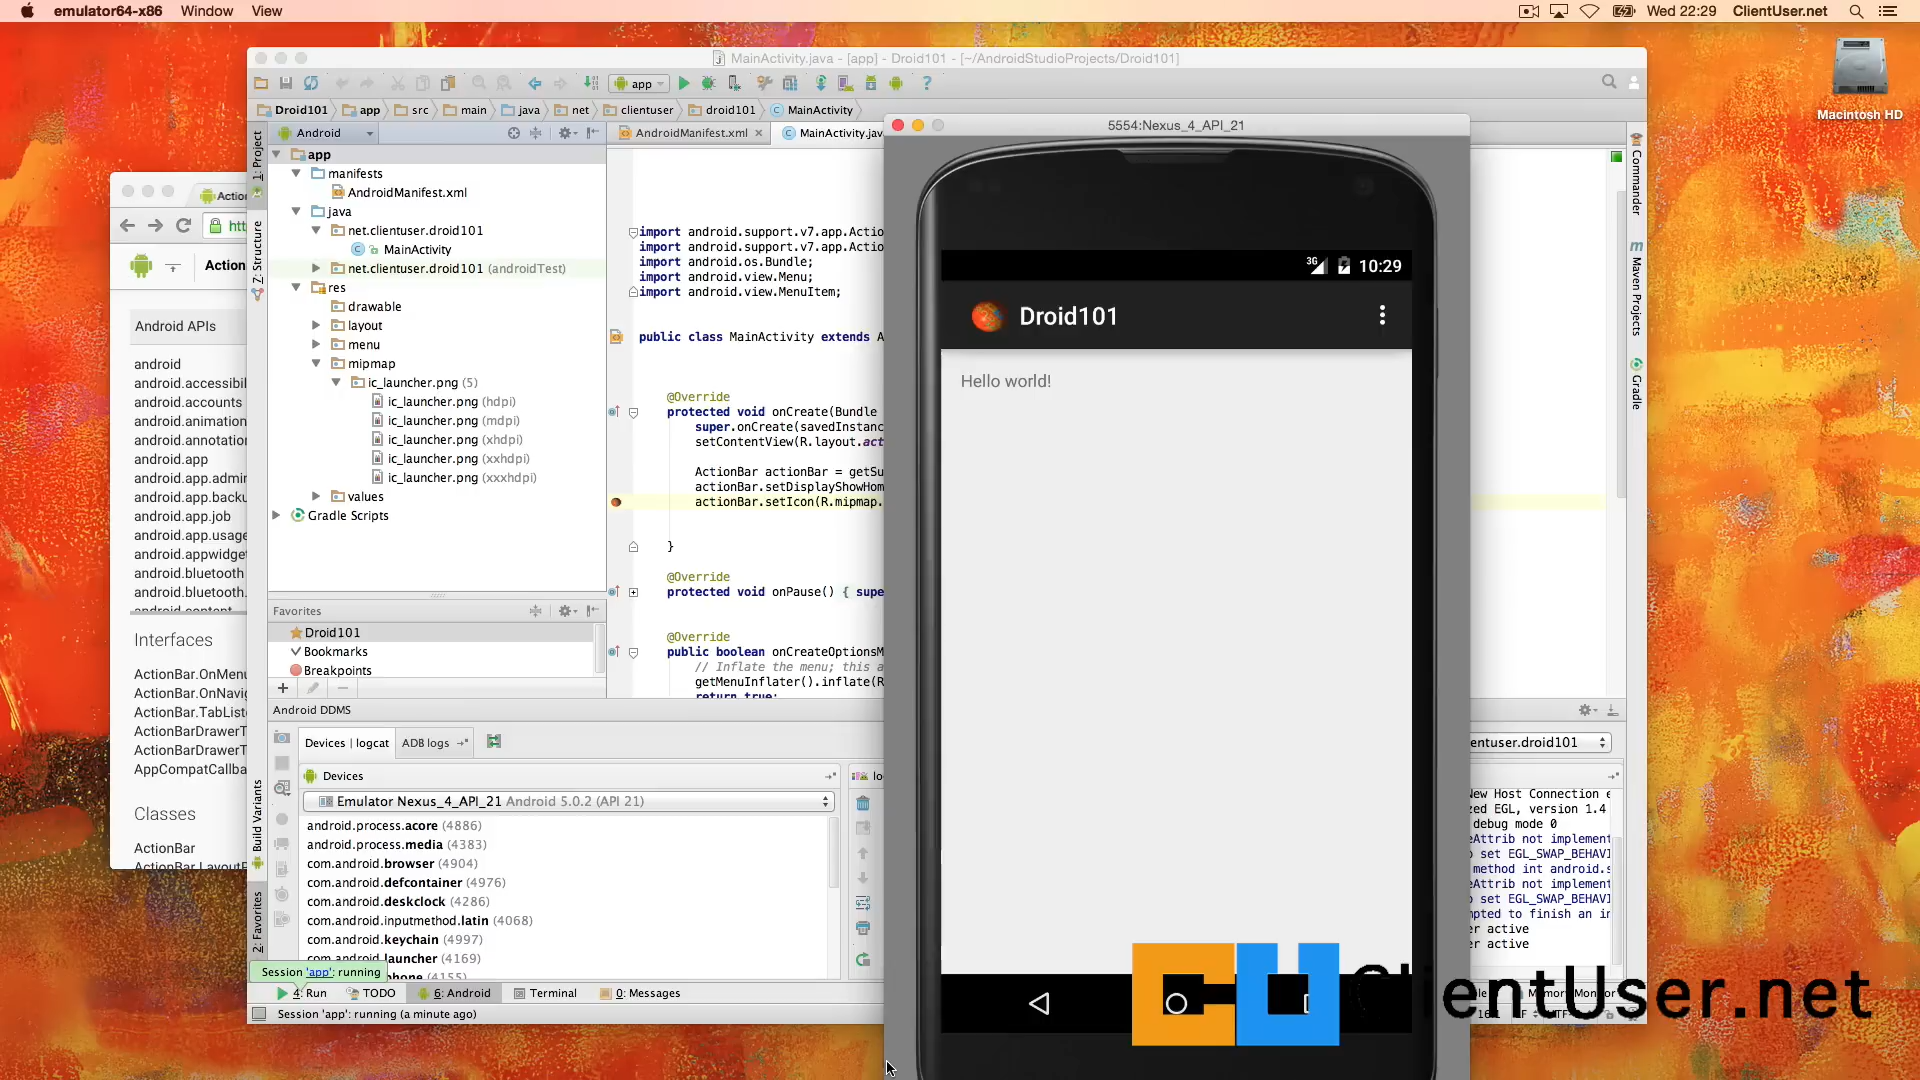 emulator64-x86 Window View
Wed 22:29 ClientUser.net
MainActivity.java - [app] - Droid101 - [~/AndroidStudioProjects/Droid101]
app
Droid101 app src main java net clientuser droid101 MainActivity
Android
AndroidManifest.xml
MainActivity.jav
5554:Nexus_4_API_21
Macintosh HD
1: Project
Z: Structure
Build Variants
2: Favorites
Commander
Maven Projects
Gradle
Action
htt
Action
Android APIs
android
android.accessibil
android.accounts
android.animation
android.annotation
android.app
android.app.admin
android.app.backu
android.app.job
android.app.usage
android.appwidget
android.bluetooth
android.bluetooth.
android.content
Interfaces
ActionBar.OnMenu
ActionBar.OnNavig
ActionBar.TabListe
ActionBarDrawerT
ActionBarDrawerT
AppCompatCallba
Classes
ActionBar
ActionBar.LayoutP
app
manifests
AndroidManifest.xml
java
net.clientuser.droid101
MainActivity
net.clientuser.droid101 (androidTest)
res
drawable
layout
menu
mipmap
ic_launcher.png (5)
ic_launcher.png (hdpi)
ic_launcher.png (mdpi)
ic_launcher.png (xhdpi)
ic_launcher.png (xxhdpi)
ic_launcher.png (xxxhdpi)
values
Gradle Scripts
Favorites
Droid101
Bookmarks
Breakpoints
import android.support.v7.app.Actio
import android.support.v7.app.Actio
import android.os.Bundle;
import android.view.Menu;
import android.view.MenuItem;
public class MainActivity extends A
@Override
protected void onCreate(Bundle
super.onCreate(savedInstanc
setContentView(R.layout.act
ActionBar actionBar = getSu
actionBar.setDisplayShowHom
actionBar.setIcon(R.mipmap.
}
@Override
protected void onPause() { supe
@Override
public boolean onCreateOptionsM
// Inflate the menu; this a
getMenuInflater().inflate(R
return true;
3G 10:29
Droid101
Hello world!
Android DDMS
Devices | logcat
ADB logs
Devices
lo
Emulator Nexus_4_API_21 Android 5.0.2 (API 21)
android.process.acore (4886)
android.process.media (4383)
com.android.browser (4904)
com.android.defcontainer (4976)
com.android.deskclock (4286)
com.android.inputmethod.latin (4068)
com.android.keychain (4997)
com.android.launcher (4169)
phone (4155)
entuser.droid101
New Host Connection e
zed EGL, version 1.4
debug mode 0
eAttrib not implement
o set EGL_SWAP_BEHAVI
method int android.s
eAttrib not implement
o set EGL_SWAP_BEHAVI
mpted to finish an in
er active
er active
Session 'app': running
4: Run TODO 6: Android Terminal 0: Messages
Session 'app': running (a minute ago)
CU ClientUser.net